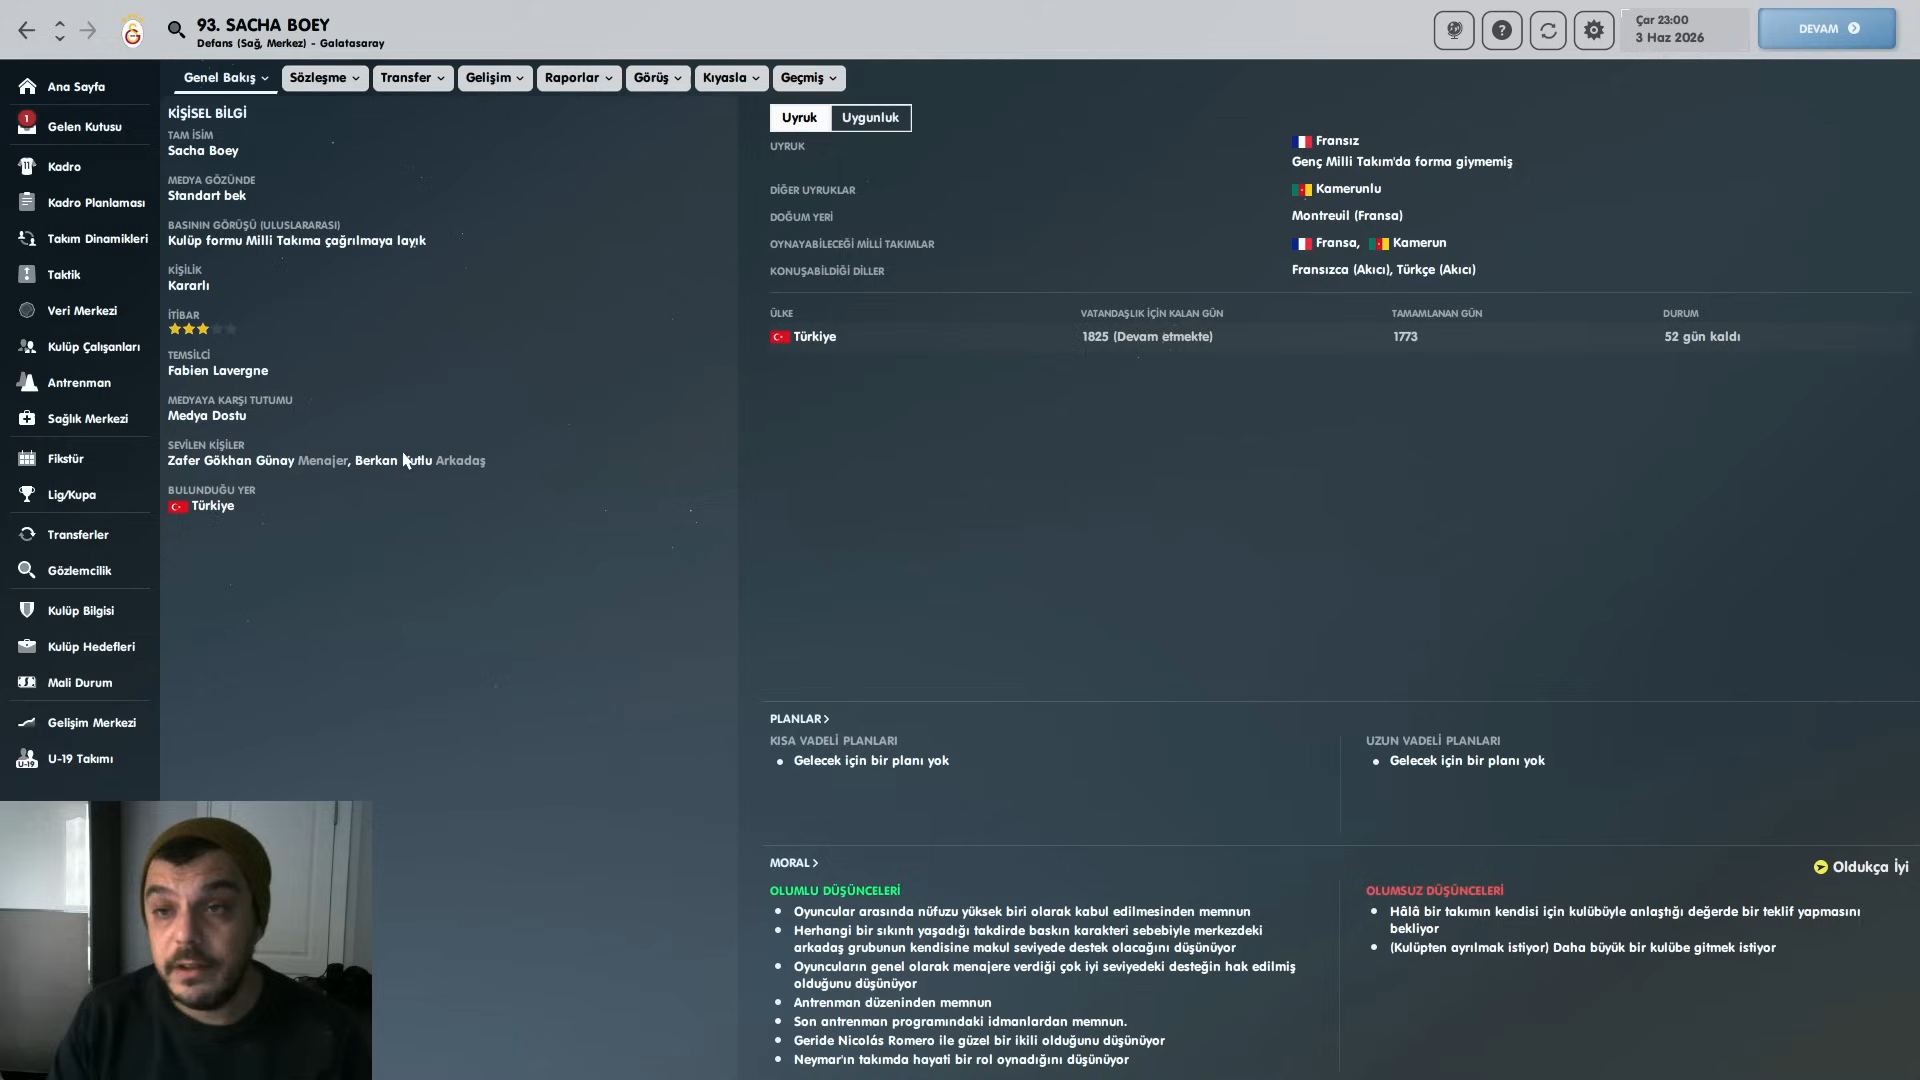 93. SACHA BOEY
Defans (Sağ, Merkez) - Galatasaray
Çar 23:00
3 Haz 2026
DEVAM
Ana Sayfa
1
Gelen Kutusu
Kadro
Kadro Planlaması
Takım Dinamikleri
Taktik
Veri Merkezi
Kulüp Çalışanları
Antrenman
Sağlık Merkezi
Fikstür
Lig/Kupa
Transferler
Gözlemcilik
Kulüp Bilgisi
Kulüp Hedefleri
Mali Durum
Gelişim Merkezi
U-19
U-19 Takımı
Genel Bakış
Sözleşme
Transfer
Gelişim
Raporlar
Görüş
Kıyasla
Geçmiş
KİŞİSEL BİLGİ
TAM İSİM
Sacha Boey
MEDYA GÖZÜNDE
Standart bek
BASININ GÖRÜŞÜ (ULUSLARARASI)
Kulüp formu Milli Takıma çağrılmaya layık
KİŞİLİK
Kararlı
İTİBAR
TEMSİLCİ
Fabien Lavergne
MEDYAYA KARŞI TUTUMU
Medya Dostu
SEVİLEN KİŞİLER
Zafer Gökhan Günay Menajer, Berkan Kutlu Arkadaş
BULUNDUĞU YER
Türkiye
Uyruk
Uygunluk
UYRUK
Fransız
Genç Milli Takım'da forma giymemiş
DİĞER UYRUKLAR
Kamerunlu
DOĞUM YERİ
Montreuil (Fransa)
OYNAYABİLECEĞİ MİLLİ TAKIMLAR
Fransa, Kamerun
KONUŞABİLDİĞİ DİLLER
Fransızca (Akıcı), Türkçe (Akıcı)
ÜLKE
VATANDAŞLIK İÇİN KALAN GÜN
TAMAMLANAN GÜN
DURUM
Türkiye
1825 (Devam etmekte)
1773
52 gün kaldı
PLANLAR
KISA VADELİ PLANLARI
Gelecek için bir planı yok
UZUN VADELİ PLANLARI
Gelecek için bir planı yok
MORAL
Oldukça İyi
OLUMLU DÜŞÜNCELERİ
Oyuncular arasında nüfuzu yüksek biri olarak kabul edilmesinden memnun
Herhangi bir sıkıntı yaşadığı takdirde baskın karakteri sebebiyle merkezdeki
arkadaş grubunun kendisine makul seviyede destek olacağını düşünüyor
Oyuncuların genel olarak menajere verdiği çok iyi seviyedeki desteğin hak edilmiş
olduğunu düşünüyor
Antrenman düzeninden memnun
Son antrenman programındaki idmanlardan memnun.
Geride Nicolás Romero ile güzel bir ikili olduğunu düşünüyor
Neymar'ın takımda hayati bir rol oynadığını düşünüyor
OLUMSUZ DÜŞÜNCELERİ
Hâlâ bir takımın kendisi için kulübüyle anlaştığı değerde bir teklif yapmasını
bekliyor
(Kulüpten ayrılmak istiyor) Daha büyük bir kulübe gitmek istiyor